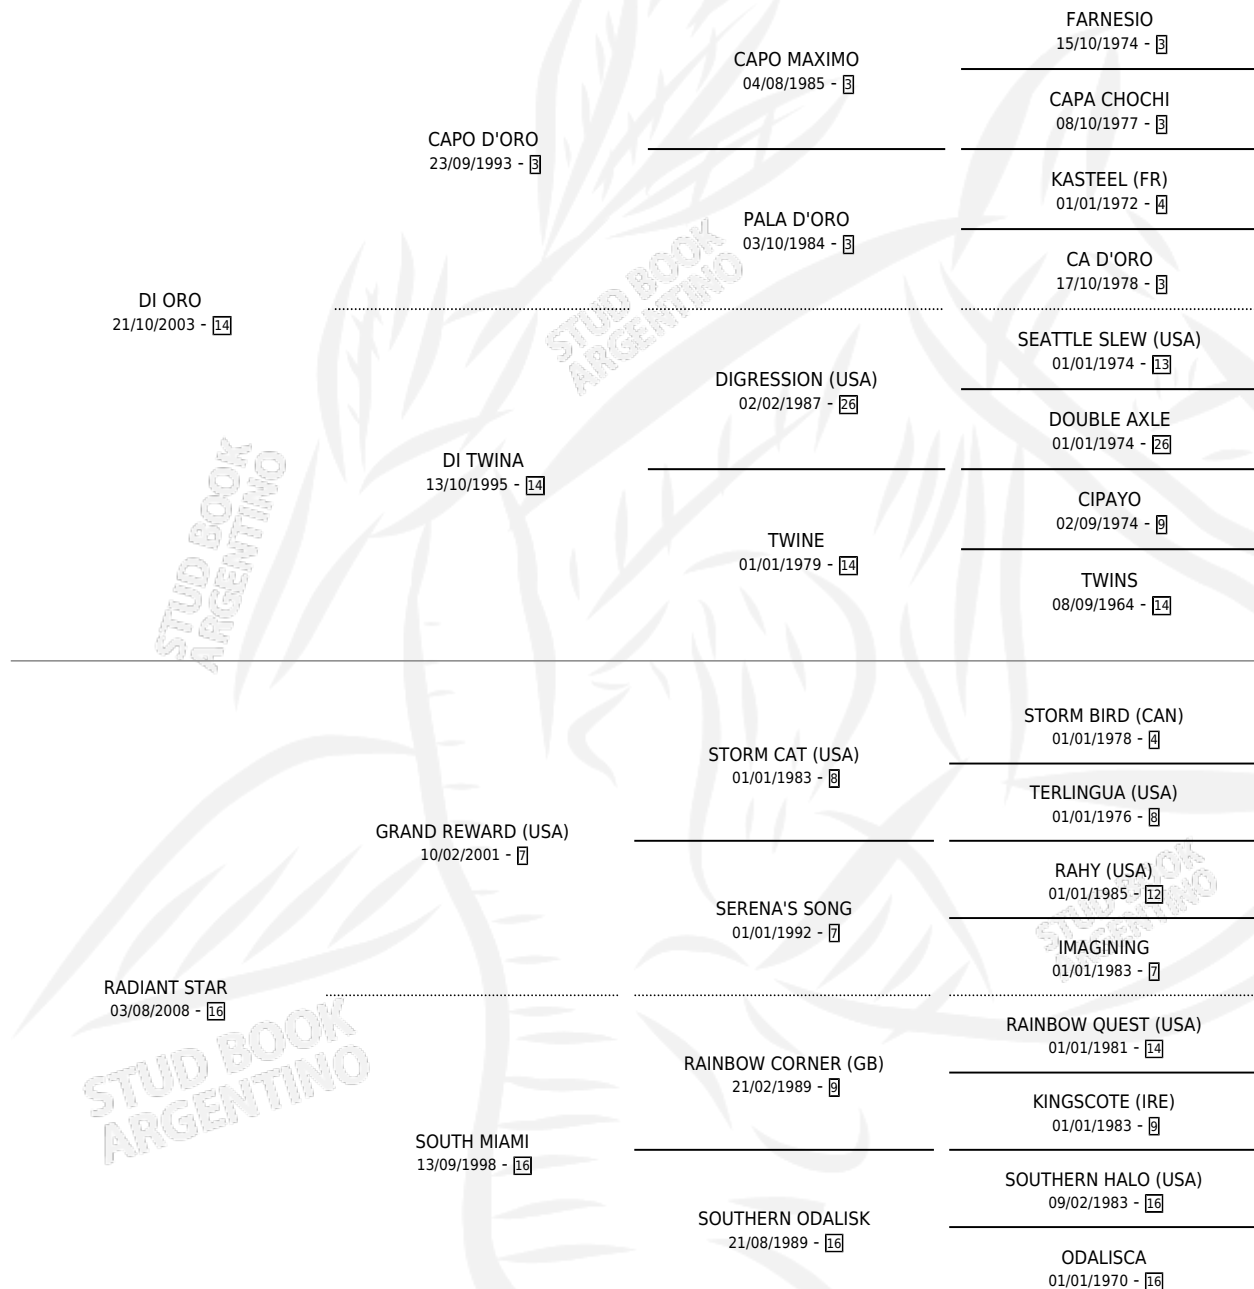 FARNESIO
15/10/1974 - 3
CAPO MAXIMO
04/08/1985 - 3
CAPA CHOCHI
08/10/1977 - 3
CAPO D'ORO
23/09/1993 - 3
KASTEEL (FR)
01/01/1972 - 4
PALA D'ORO
03/10/1984 - 3
CA D'ORO
17/10/1978 - 3
DI ORO
21/10/2003 - 14
SEATTLE SLEW (USA)
01/01/1974 - 13
DIGRESSION (USA)
02/02/1987 - 26
DOUBLE AXLE
01/01/1974 - 26
DI TWINA
13/10/1995 - 14
CIPAYO
02/09/1974 - 9
TWINE
01/01/1979 - 14
TWINS
08/09/1964 - 14
STUD BOOK
ARGENTINO
STUD BOOK
ARGENTINO
STORM BIRD (CAN)
01/01/1978 - 4
STORM CAT (USA)
01/01/1983 - 8
TERLINGUA (USA)
01/01/1976 - 8
GRAND REWARD (USA)
10/02/2001 - 7
RAHY (USA)
01/01/1985 - 12
SERENA'S SONG
01/01/1992 - 7
IMAGINING
01/01/1983 - 7
RADIANT STAR
03/08/2008 - 16
RAINBOW QUEST (USA)
01/01/1981 - 14
RAINBOW CORNER (GB)
21/02/1989 - 9
KINGSCOTE (IRE)
01/01/1983 - 9
SOUTH MIAMI
13/09/1998 - 16
SOUTHERN HALO (USA)
09/02/1983 - 16
SOUTHERN ODALISK
21/08/1989 - 16
ODALISCA
01/01/1970 - 16
STUD BOOK
ARGENTINO
STUD BOOK
ARGENTINO